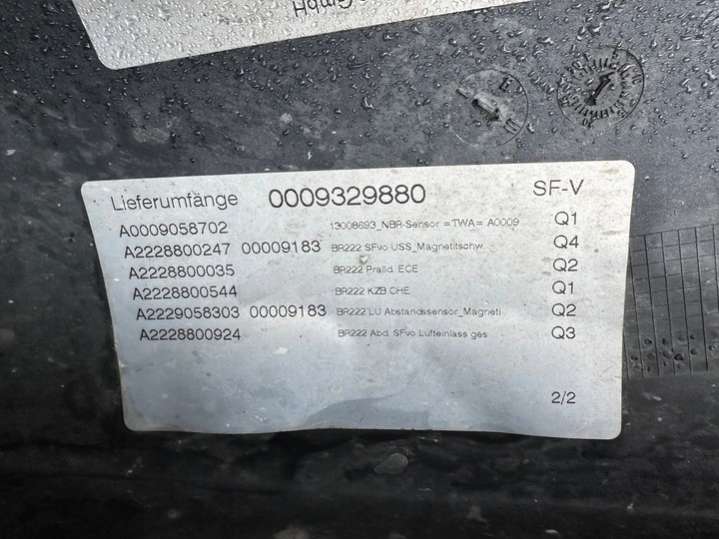 GmbH
Lieferumfänge 0009329880 SF-V
A0009058702 13008693_NBR-Sensor =TWA= A0009 Q1
A2228800247 00009183 BR222 SFvo USS_Magnetitschw Q4
A2228800035 BR222 Pralld. ECE Q2
A2228800544 BR222 KZB CHE Q1
A2229058303 00009183 BR222 LU Abstandssensor_Magneti Q2
A2228800924 BR222 Abd. SFvo Lufteinlass ges Q3
2/2